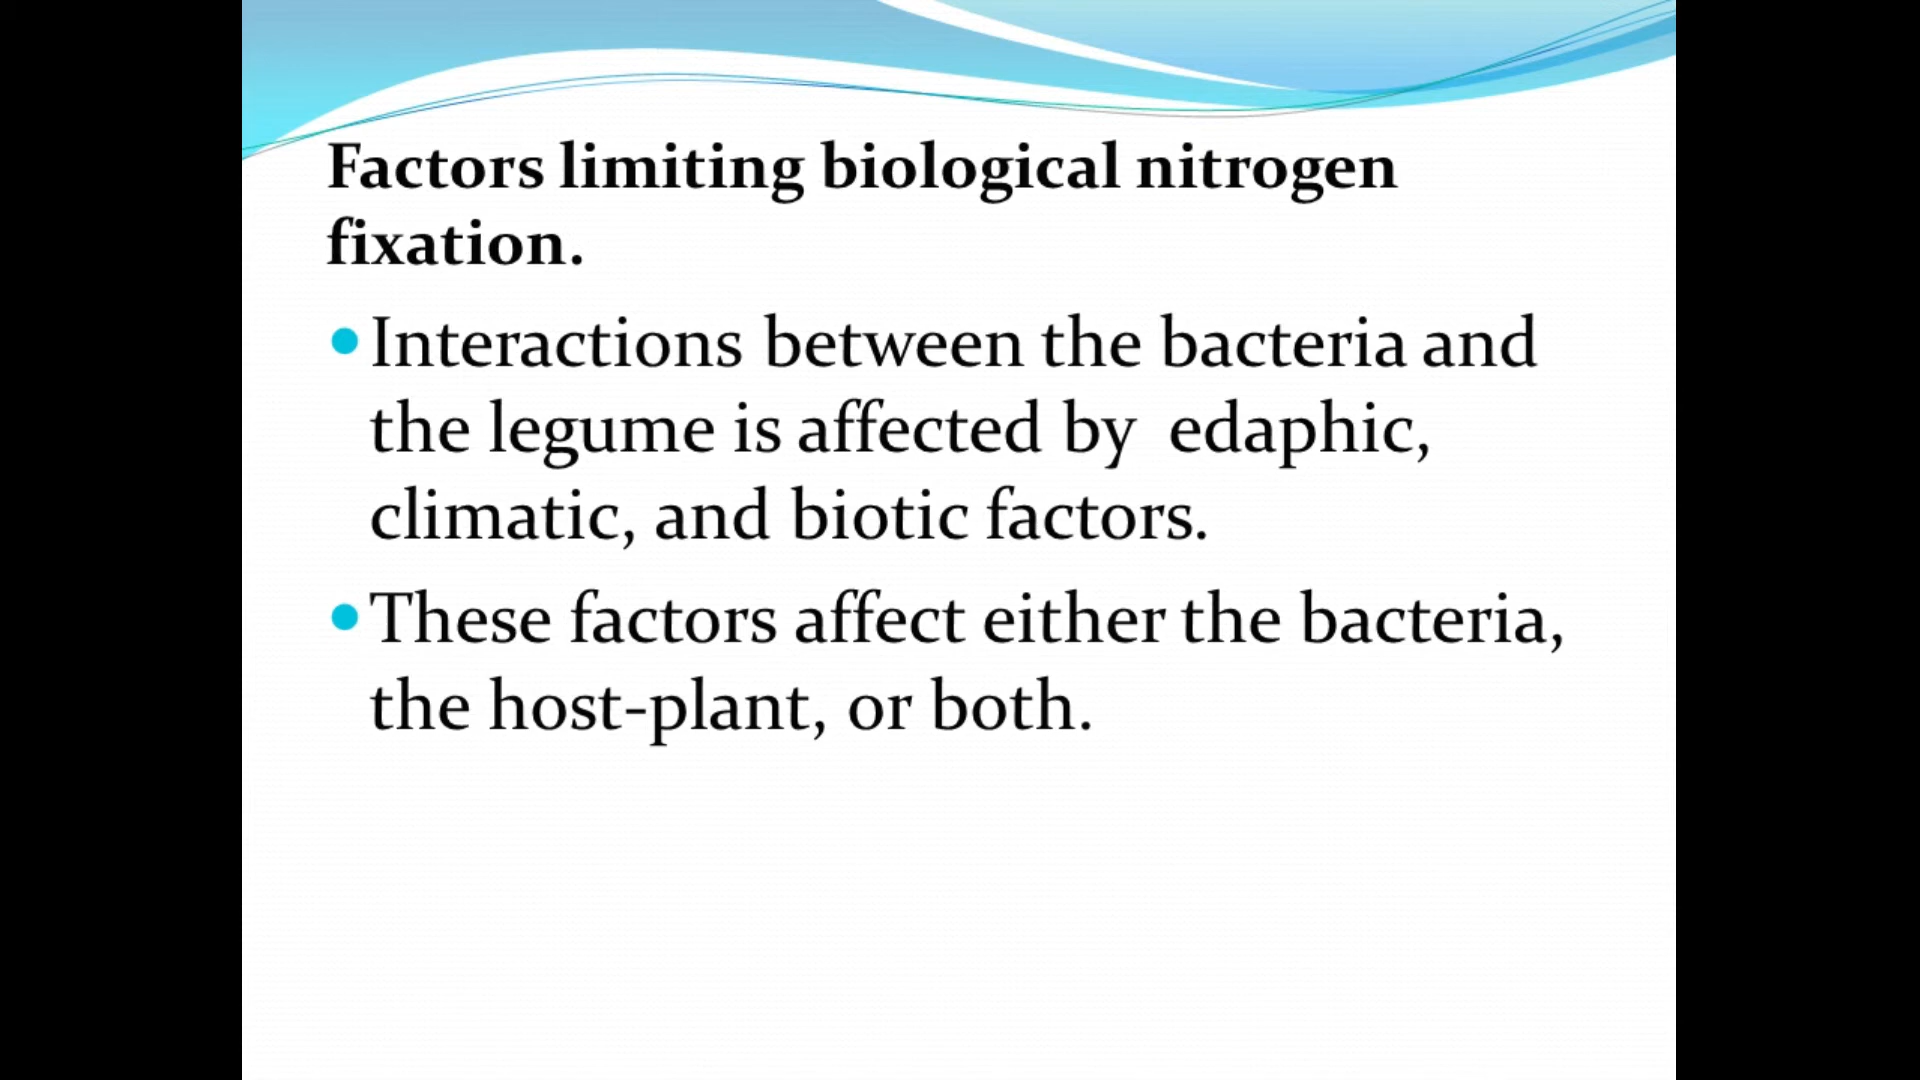 Factors limiting biological nitrogen
fixation.
• Interactions between the bacteria and
the legume is affected by  edaphic,
climatic, and biotic factors.
• These factors affect either the bacteria,
the host-plant, or both.